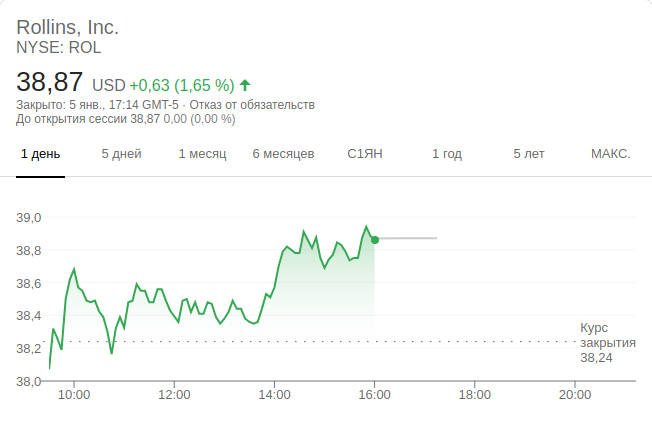 Rollins, Inc.
NYSE: ROL
38,87 USD +0,63 (1,65 %)
Закрыто: 5 янв., 17:14 GMT-5 · Отказ от обязательств
До открытия сессии 38,87 0,00 (0,00 %)
1 день 5 дней 1 месяц 6 месяцев С1ЯН 1 год 5 лет МАКС.
39,0
38,8
38,6
38,4
38,2
38,0
Курс
закрытия
38,24
10:00 12:00 14:00 16:00 18:00 20:00